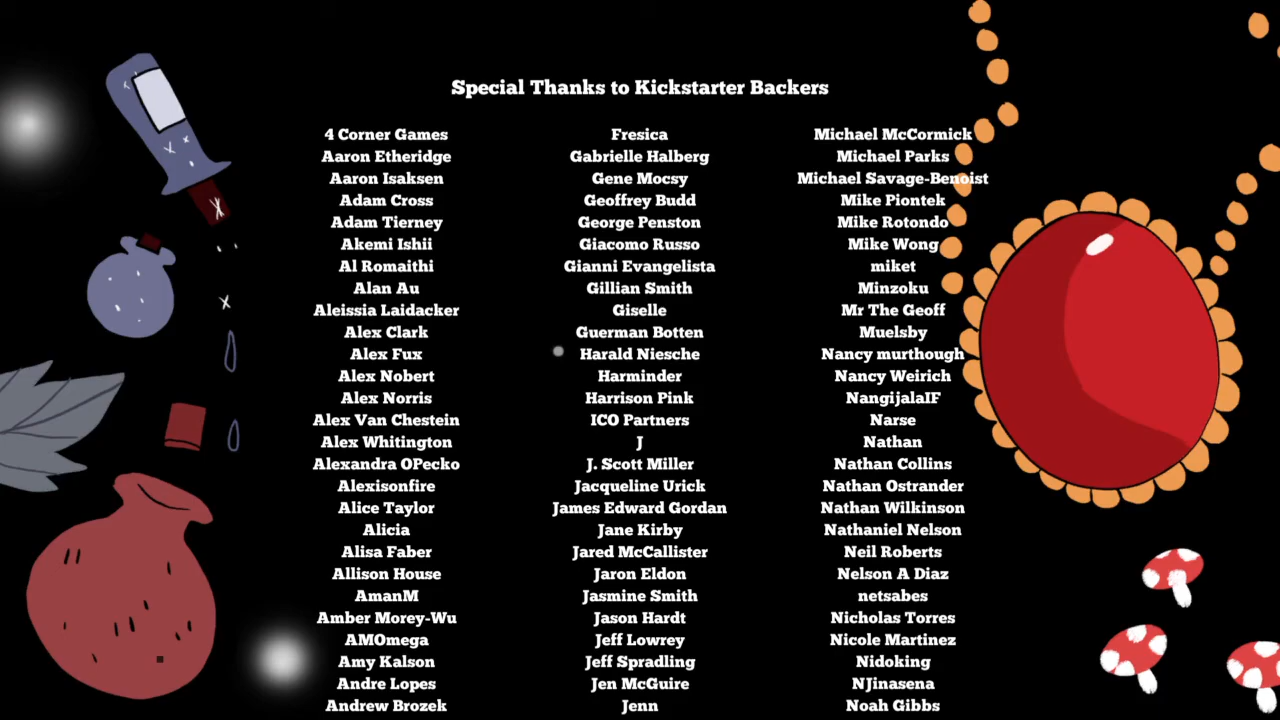 Special Thanks to Kickstarter Backers
4 Corner Games
Aaron Etheridge
Aaron Isaksen
Adam Cross
Adam Tierney
Akemi Ishii
Al Romaithi
Alan Au
Aleissia Laidacker
Alex Clark
Alex Fux
Alex Nobert
Alex Norris
Alex Van Chestein
Alex Whitington
Alexandra OPecko
Alexisonfire
Alice Taylor
Alicia
Alisa Faber
Allison House
AmanM
Amber Morey-Wu
AMOmega
Amy Kalson
Andre Lopes
Andrew Brozek
Fresica
Gabrielle Halberg
Gene Mocsy
Geoffrey Budd
George Penston
Giacomo Russo
Gianni Evangelista
Gillian Smith
Giselle
Guerman Botten
Harald Niesche
Harminder
Harrison Pink
ICO Partners
J
J. Scott Miller
Jacqueline Urick
James Edward Gordan
Jane Kirby
Jared McCallister
Jaron Eldon
Jasmine Smith
Jason Hardt
Jeff Lowrey
Jeff Spradling
Jen McGuire
Jenn
Michael McCormick
Michael Parks
Michael Savage-Benoist
Mike Piontek
Mike Rotondo
Mike Wong
miket
Minzoku
Mr The Geoff
Muelsby
Nancy murthough
Nancy Weirich
NangijalaIF
Narse
Nathan
Nathan Collins
Nathan Ostrander
Nathan Wilkinson
Nathaniel Nelson
Neil Roberts
Nelson A Diaz
netsabes
Nicholas Torres
Nicole Martinez
Nidoking
NJinasena
Noah Gibbs